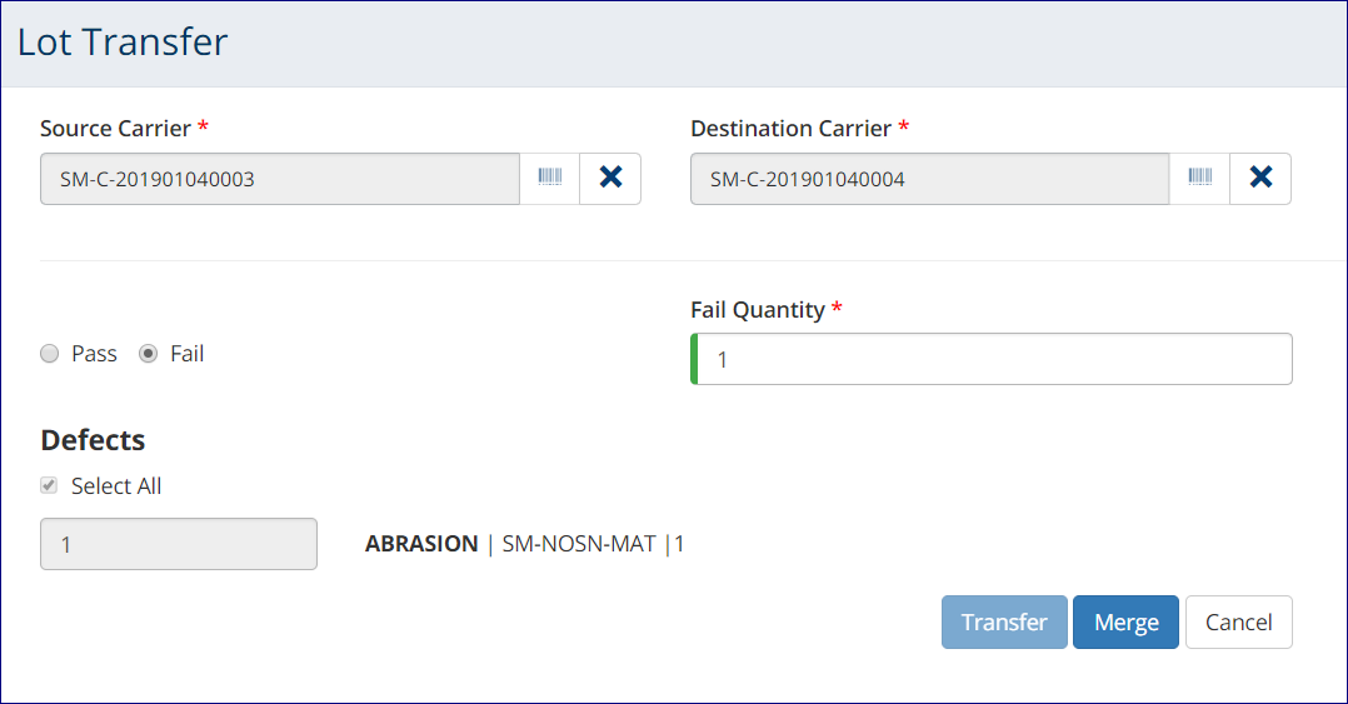 Lot Transfer
Source Carrier * Destination Carrier *
SM-C-201901040003 SM-C-201901040004
Fail Quantity *
Pass Fail 1
Defects
Select All
1 ABRASION | SM-NOSN-MAT |1
Transfer Merge Cancel